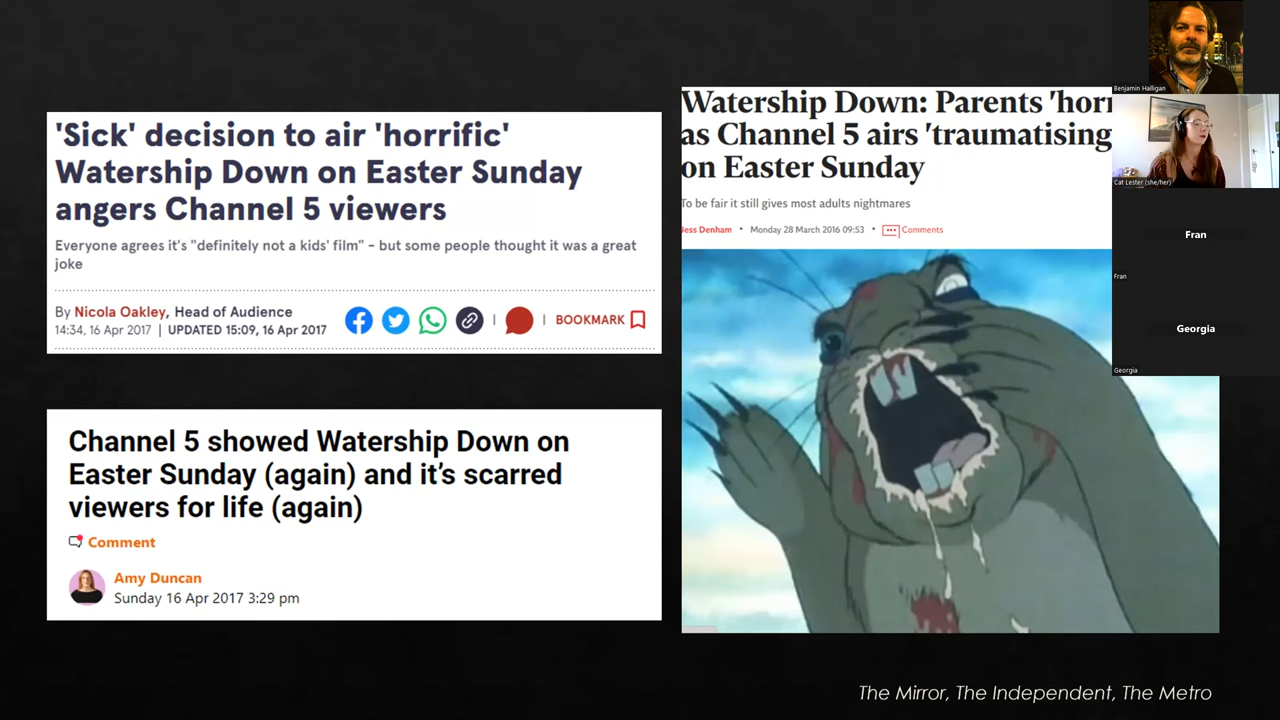 'Sick' decision to air 'horrific'
Watership Down on Easter Sunday
angers Channel 5 viewers
Everyone agrees it's "definitely not a kids' film" - but some people thought it was a great
joke
By Nicola Oakley, Head of Audience
14:34, 16 Apr 2017 | UPDATED 15:09, 16 Apr 2017
BOOKMARK
Channel 5 showed Watership Down on
Easter Sunday (again) and it's scarred
viewers for life (again)
Comment
Amy Duncan
Sunday 16 Apr 2017 3:29 pm
Watership Down: Parents 'horr
as Channel 5 airs 'traumatising
on Easter Sunday
To be fair it still gives most adults nightmares
Jess Denham • Monday 28 March 2016 09:53 • Comments
Benjamin Halligan
Cat Lester (she/her)
Fran
Fran
Georgia
Georgia
The Mirror, The Independent, The Metro